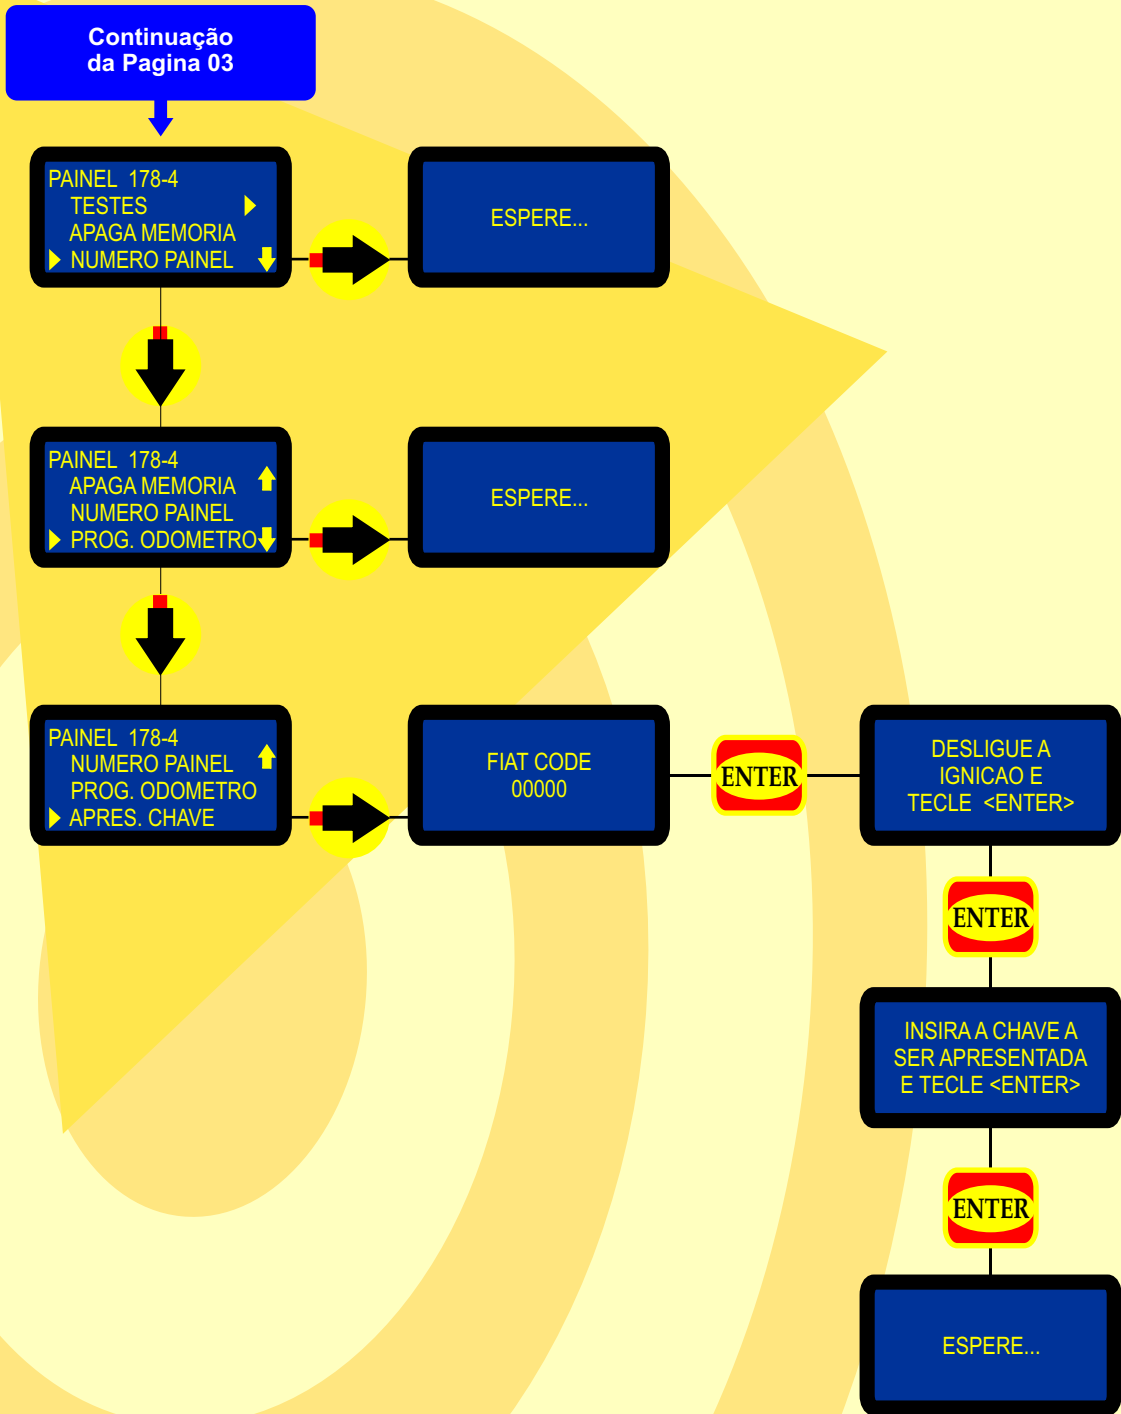 Continuação
da Pagina 03
PAINEL 178-4
TESTES
APAGA MEMORIA
NUMERO PAINEL
ESPERE...
PAINEL 178-4
APAGA MEMORIA
NUMERO PAINEL
PROG. ODOMETRO
ESPERE...
PAINEL 178-4
NUMERO PAINEL
PROG. ODOMETRO
APRES. CHAVE
FIAT CODE
00000
ENTER
DESLIGUE A
IGNICAO E
TECLE <ENTER>
ENTER
INSIRA A CHAVE A
SER APRESENTADA
E TECLE <ENTER>
ENTER
ESPERE...